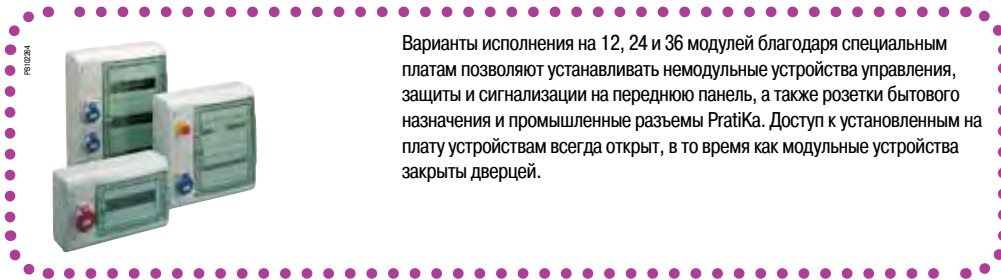 PB102264
Варианты исполнения на 12, 24 и 36 модулей благодаря специальным
платам позволяют устанавливать немодульные устройства управления,
защиты и сигнализации на переднюю панель, а также розетки бытового
назначения и промышленные разъемы PratiKa. Доступ к установленным на
плату устройствам всегда открыт, в то время как модульные устройства
закрыты дверцей.